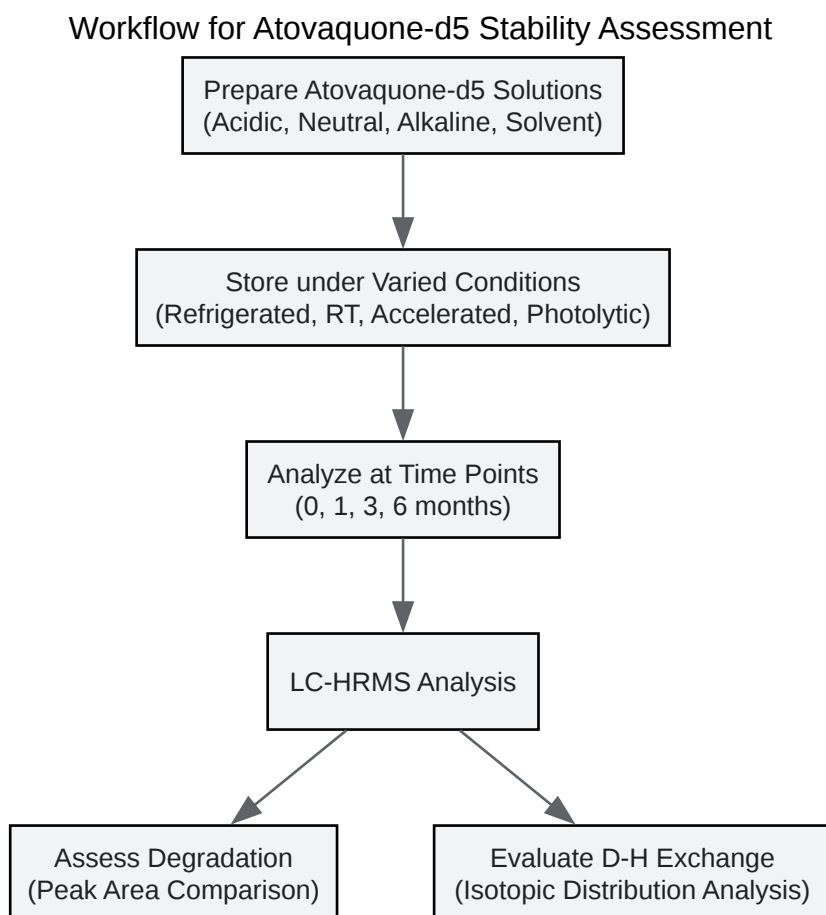 Workflow for Atovaquone-d5 Stability Assessment
Prepare Atovaquone-d5 Solutions
(Acidic, Neutral, Alkaline, Solvent)
Store under Varied Conditions
(Refrigerated, RT, Accelerated, Photolytic)
Analyze at Time Points
(0, 1, 3, 6 months)
LC-HRMS Analysis
Assess Degradation
(Peak Area Comparison)
Evaluate D-H Exchange
(Isotopic Distribution Analysis)